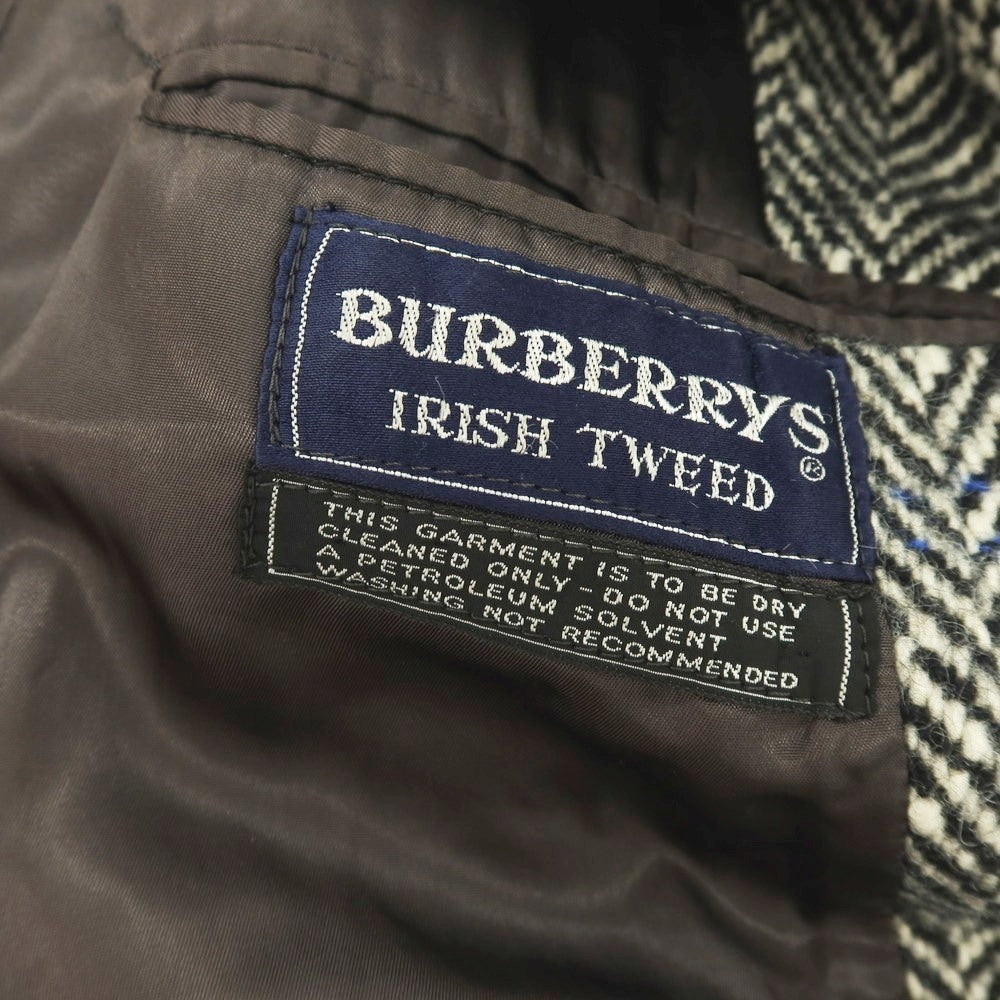 BURBERRYS®
IRISH TWEED
THIS GARMENT IS TO BE DRY
CLEANED ONLY - DO NOT USE
A PETROLEUM SOLVENT
WASHING NOT RECOMMENDED